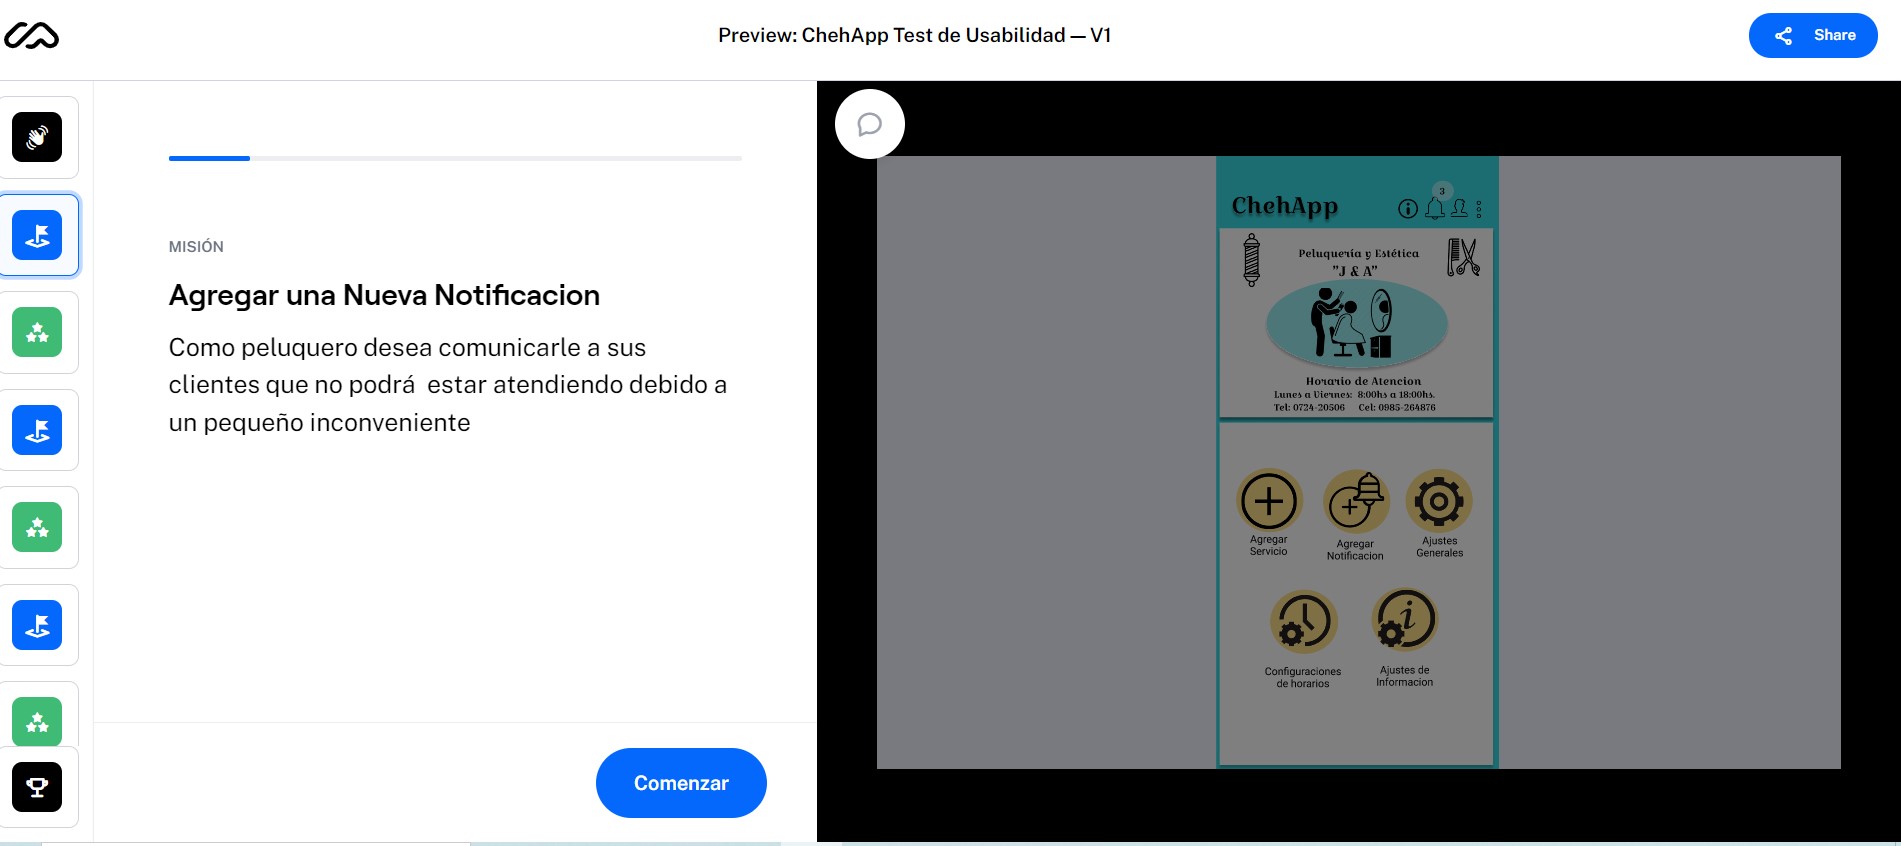 Preview: ChehApp Test de Usabilidad — V1
Share
MISIÓN
Agregar una Nueva Notificacion
Como peluquero desea comunicarle a sus
clientes que no podrá  estar atendiendo debido a
un pequeño inconveniente
Comenzar
3
ChehApp
Peluquería y Estética
"J & A"
Horario de Atencion
Lunes a Viernes: 8:00hs a 18:00hs.
Tel: 0724-20506 Cel: 0985-264876
Agregar
Servicio
Agregar
Notificacion
Ajustes
Generales
Configuraciones
de horarios
Ajustes de
Informacion